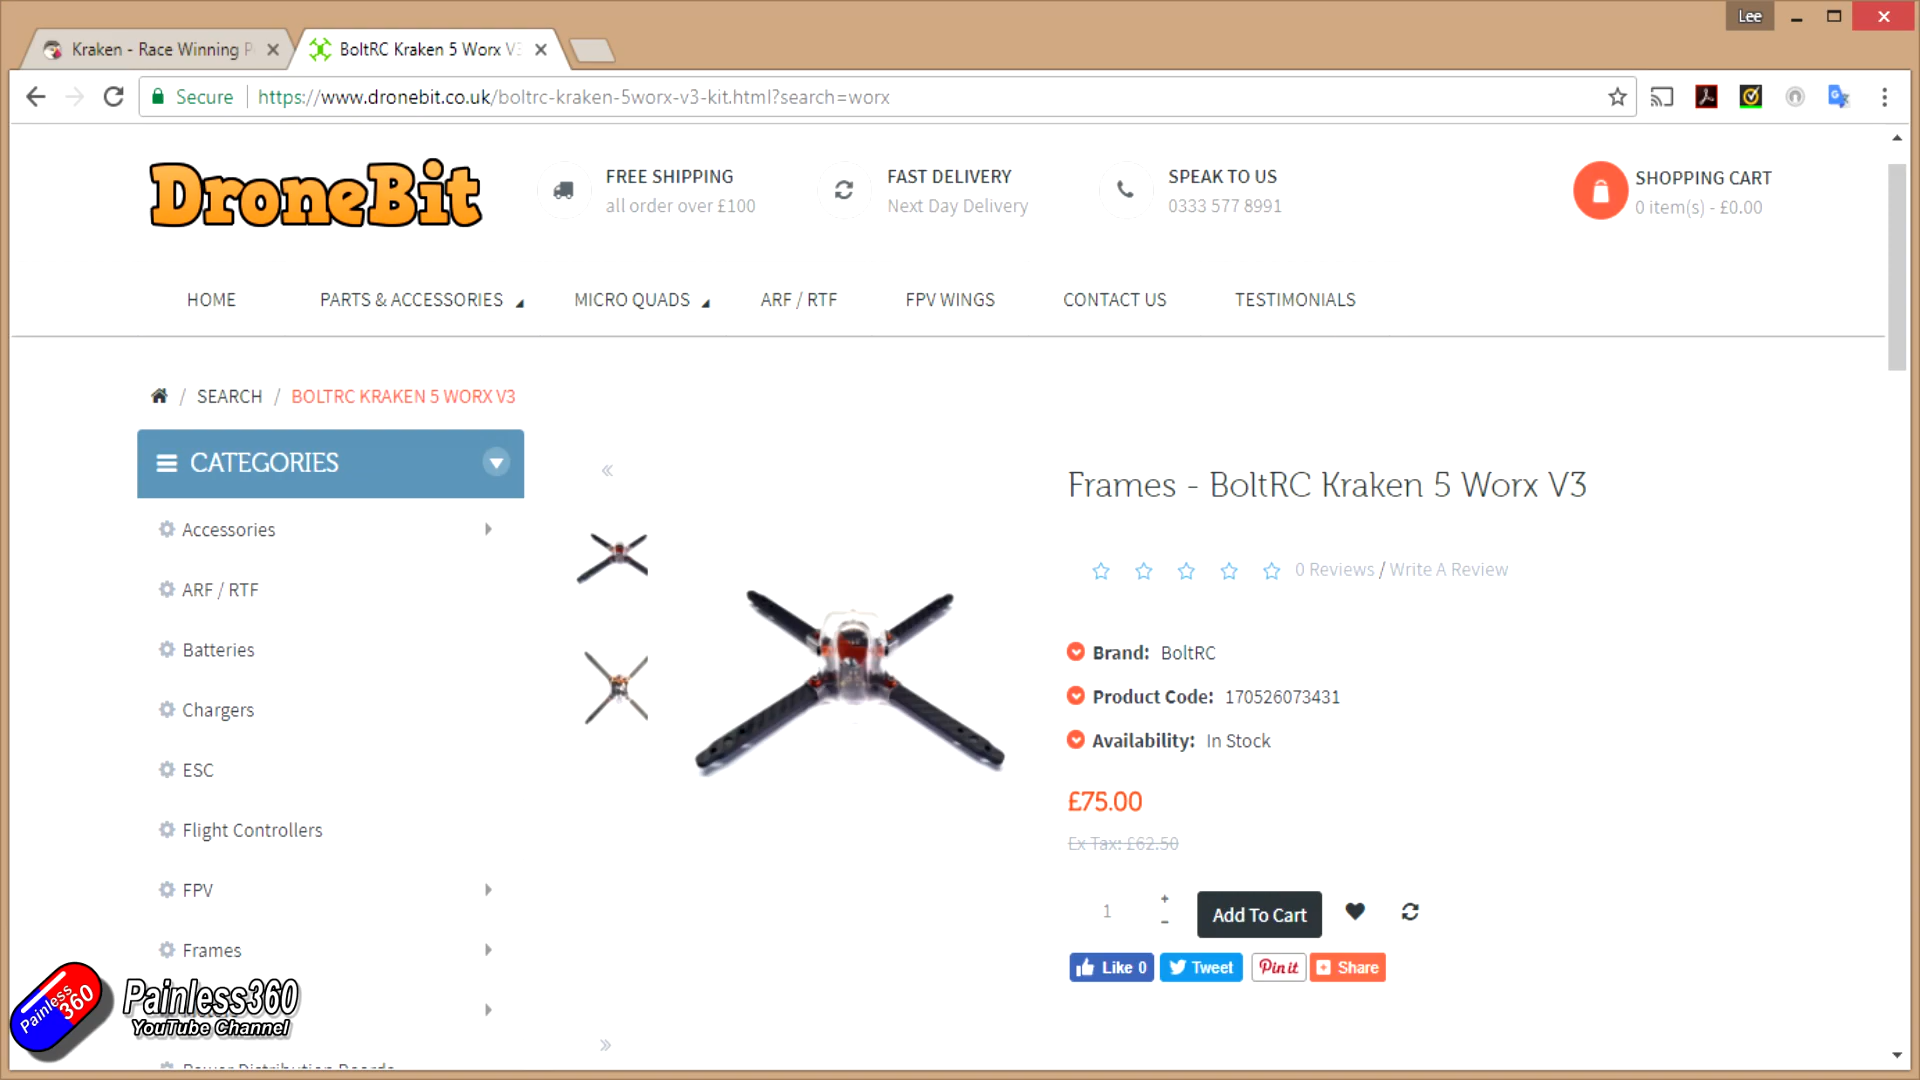 Lee
Kraken - Race Winning P
BoltRC Kraken 5 Worx V3
Secure
https://www.dronebit.co.uk/boltrc-kraken-5worx-v3-kit.html?search=worx
DroneBit
FREE SHIPPING
all order over £100
FAST DELIVERY
Next Day Delivery
SPEAK TO US
0333 577 8991
SHOPPING CART
0 item(s) - £0.00
HOME
PARTS & ACCESSORIES
MICRO QUADS
ARF / RTF
FPV WINGS
CONTACT US
TESTIMONIALS
/ SEARCH / BOLTRC KRAKEN 5 WORX V3
CATEGORIES
Accessories
ARF / RTF
Batteries
Chargers
ESC
Flight Controllers
FPV
Frames
Power Distribution Boards
«
»
Frames - BoltRC Kraken 5 Worx V3
0 Reviews / Write A Review
Brand: BoltRC
Product Code: 170526073431
Availability: In Stock
£75.00
Ex Tax: £62.50
1
+
-
Add To Cart
Like 0
Tweet
Pin it
Share
Painless 360
Painless360
YouTube Channel